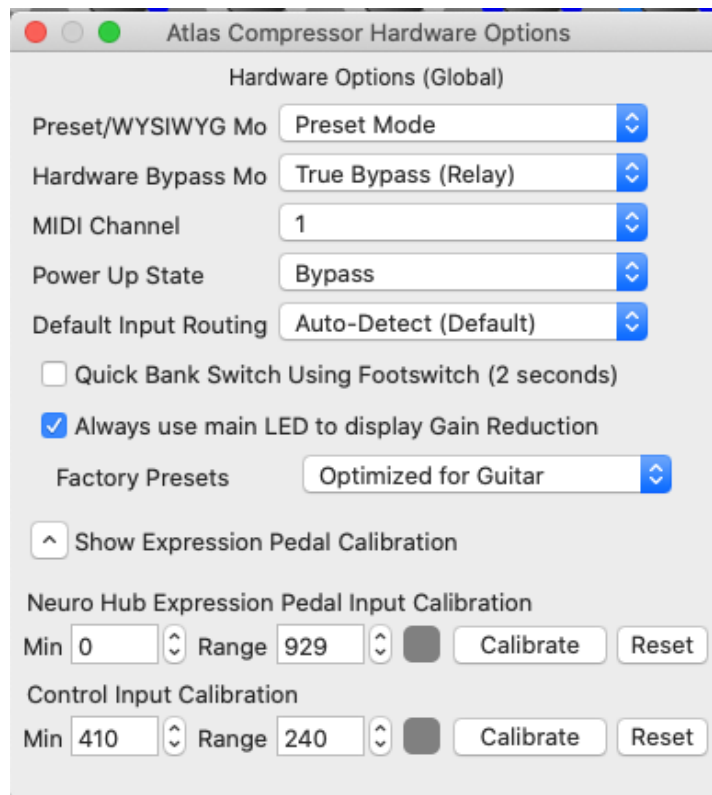 Atlas Compressor Hardware Options
Hardware Options (Global)
Preset/WYSIWYG Mo Preset Mode
Hardware Bypass Mo True Bypass (Relay)
MIDI Channel 1
Power Up State Bypass
Default Input Routing Auto-Detect (Default)
Quick Bank Switch Using Footswitch (2 seconds)
Always use main LED to display Gain Reduction
Factory Presets Optimized for Guitar
Show Expression Pedal Calibration
Neuro Hub Expression Pedal Input Calibration
Min 0 Range 929 Calibrate Reset
Control Input Calibration
Min 410 Range 240 Calibrate Reset